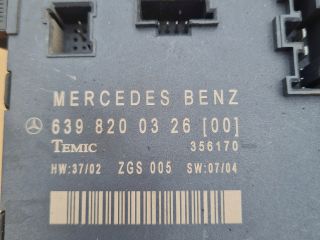 MERCEDES BENZ
639 820 03 26 [00]
TEMIC 356170
HW:37/02 ZGS 005 SW:07/04